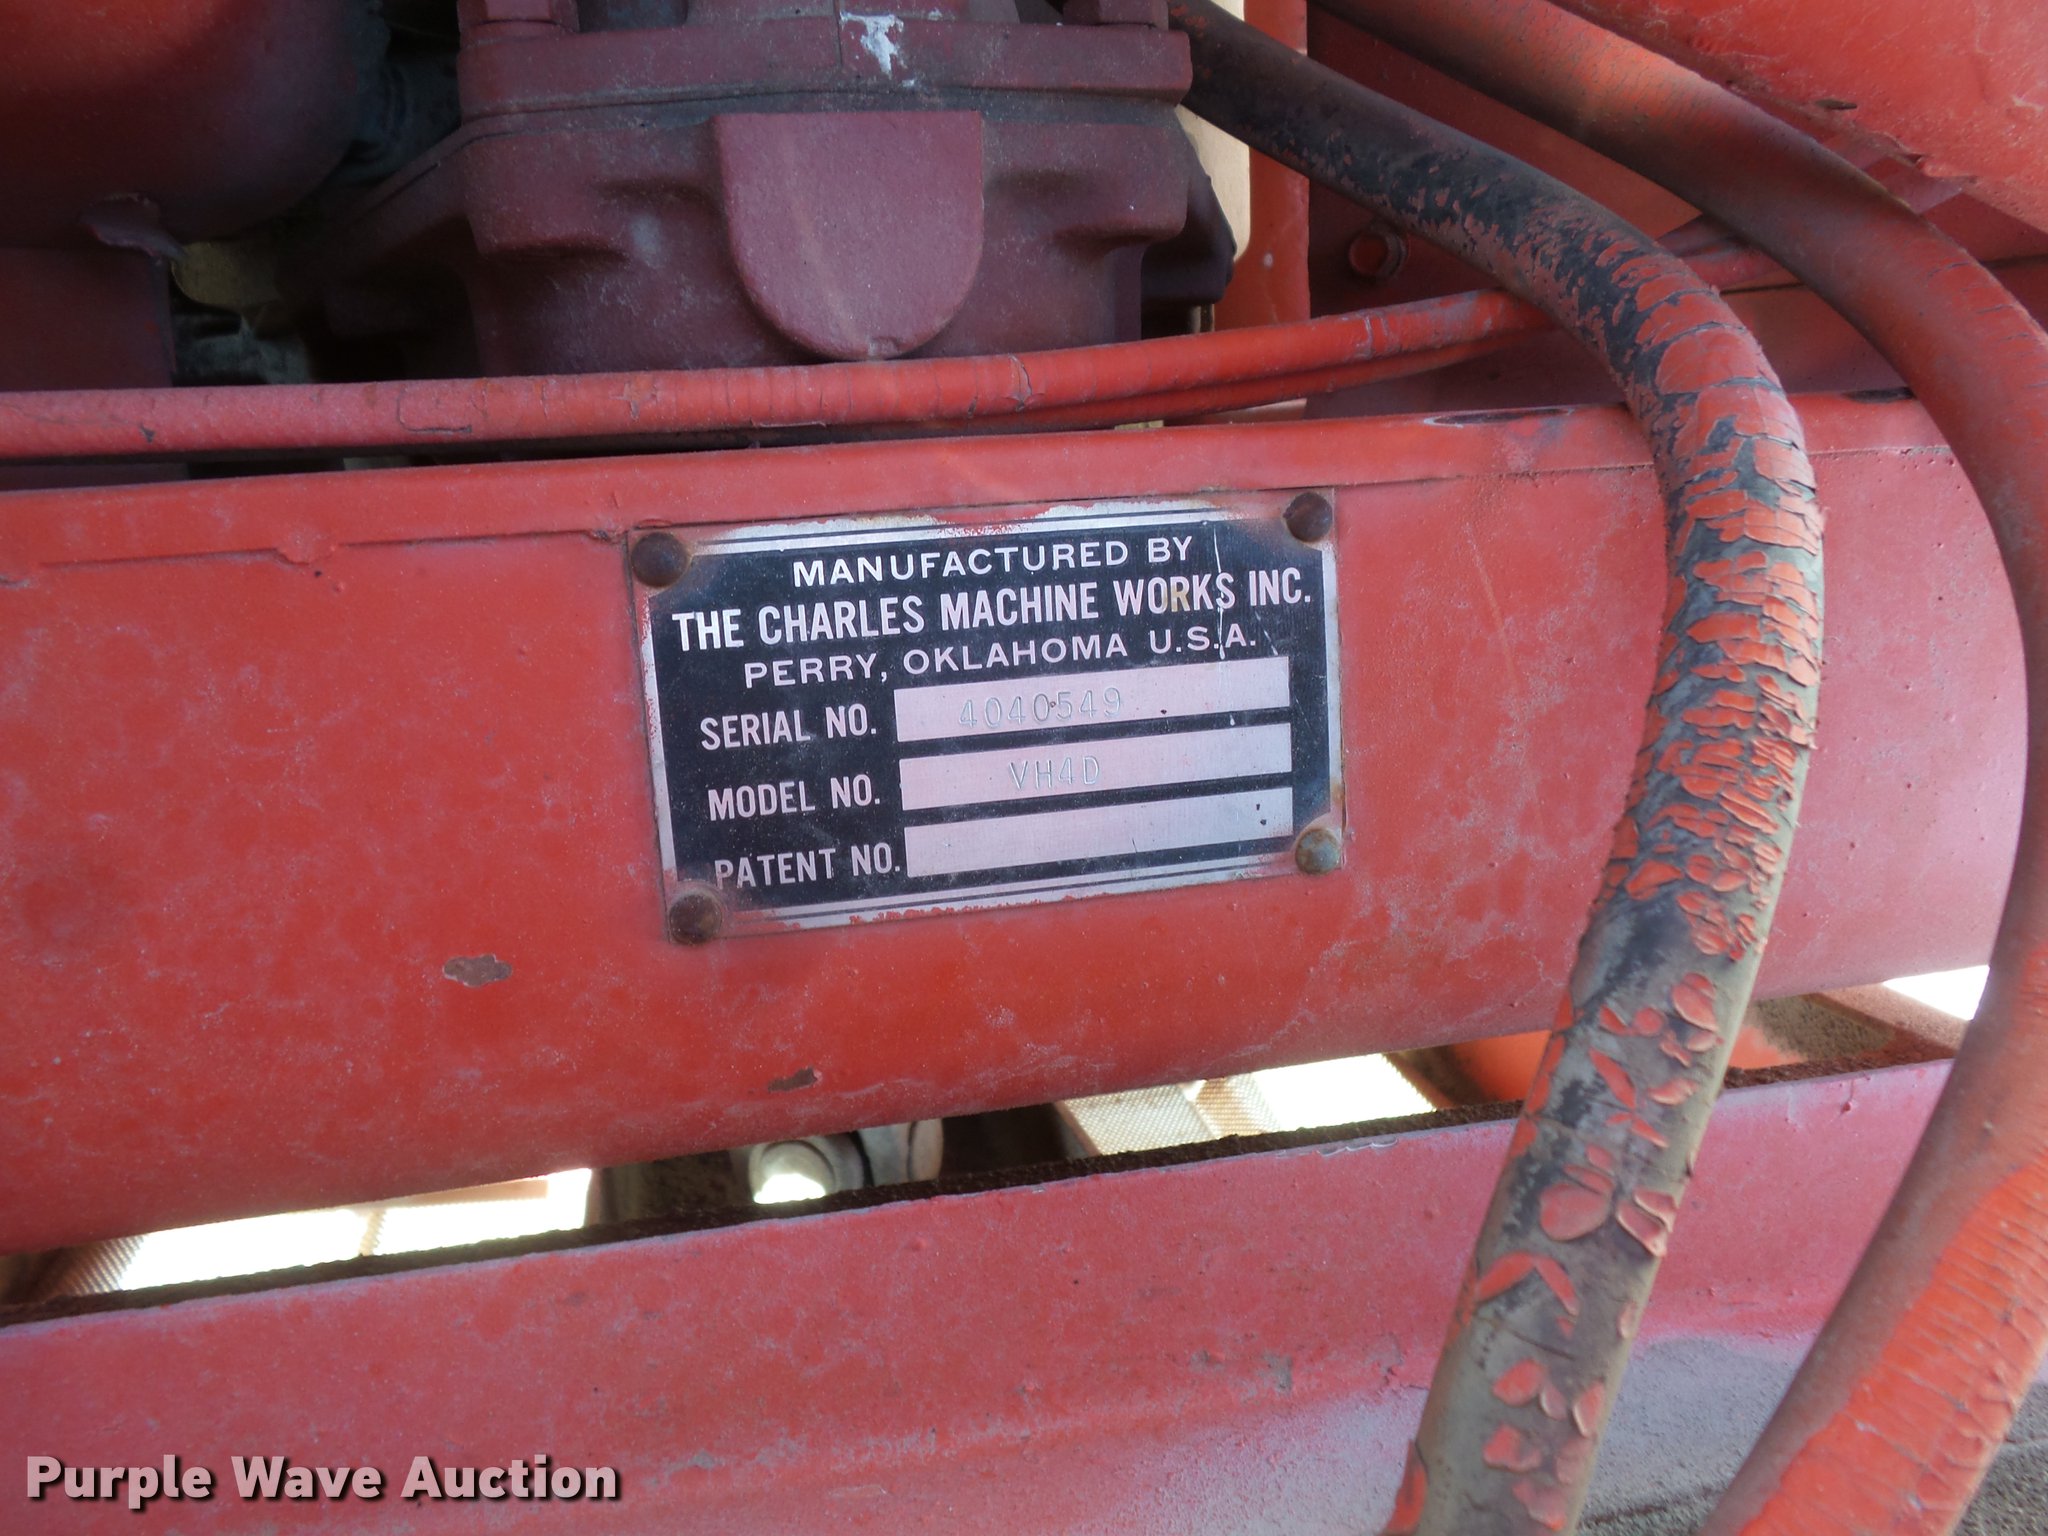 MANUFACTURED BY
THE CHARLES MACHINE WORKS INC.
PERRY, OKLAHOMA U.S.A.
SERIAL NO. 4040549
MODEL NO. VH4D
PATENT NO.
Purple Wave Auction